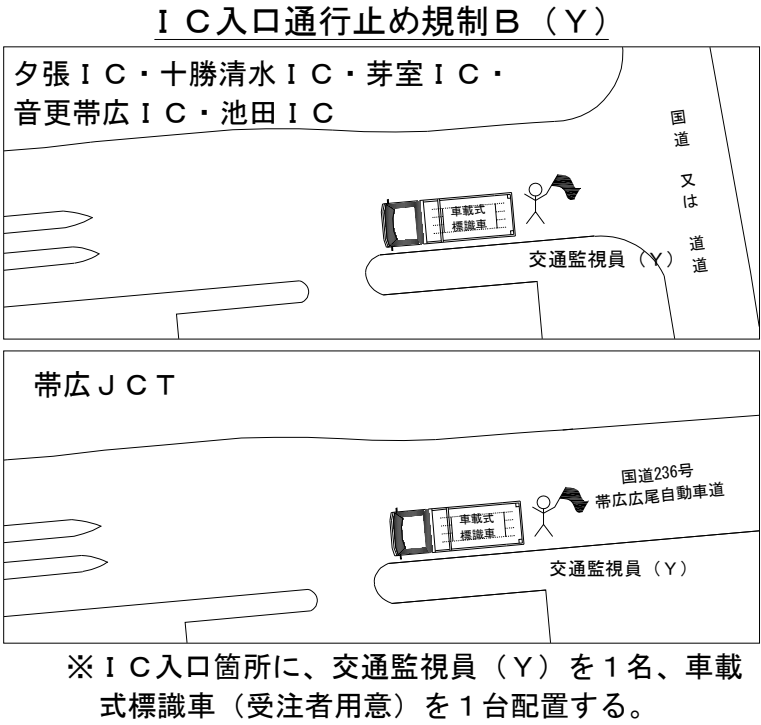 ＩＣ入口通行止め規制Ｂ（Ｙ）
夕張ＩＣ・十勝清水ＩＣ・芽室ＩＣ・
音更帯広ＩＣ・池田ＩＣ
国道　又は　道道
車載式
標識車
交通監視員（Ｙ）
帯広ＪＣＴ
国道236号
帯広広尾自動車道
車載式
標識車
交通監視員（Ｙ）
※ＩＣ入口箇所に、交通監視員（Ｙ）を１名、車載
式標識車（受注者用意）を１台配置する。